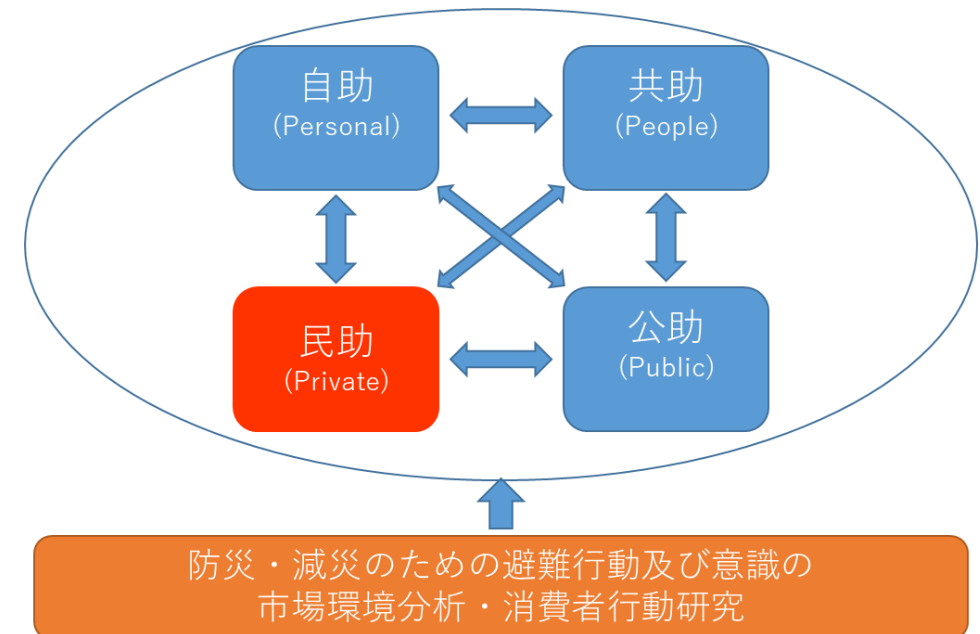 自助
(Personal)
共助
(People)
民助
(Private)
公助
(Public)
防災・減災のための避難行動及び意識の
市場環境分析・消費者行動研究